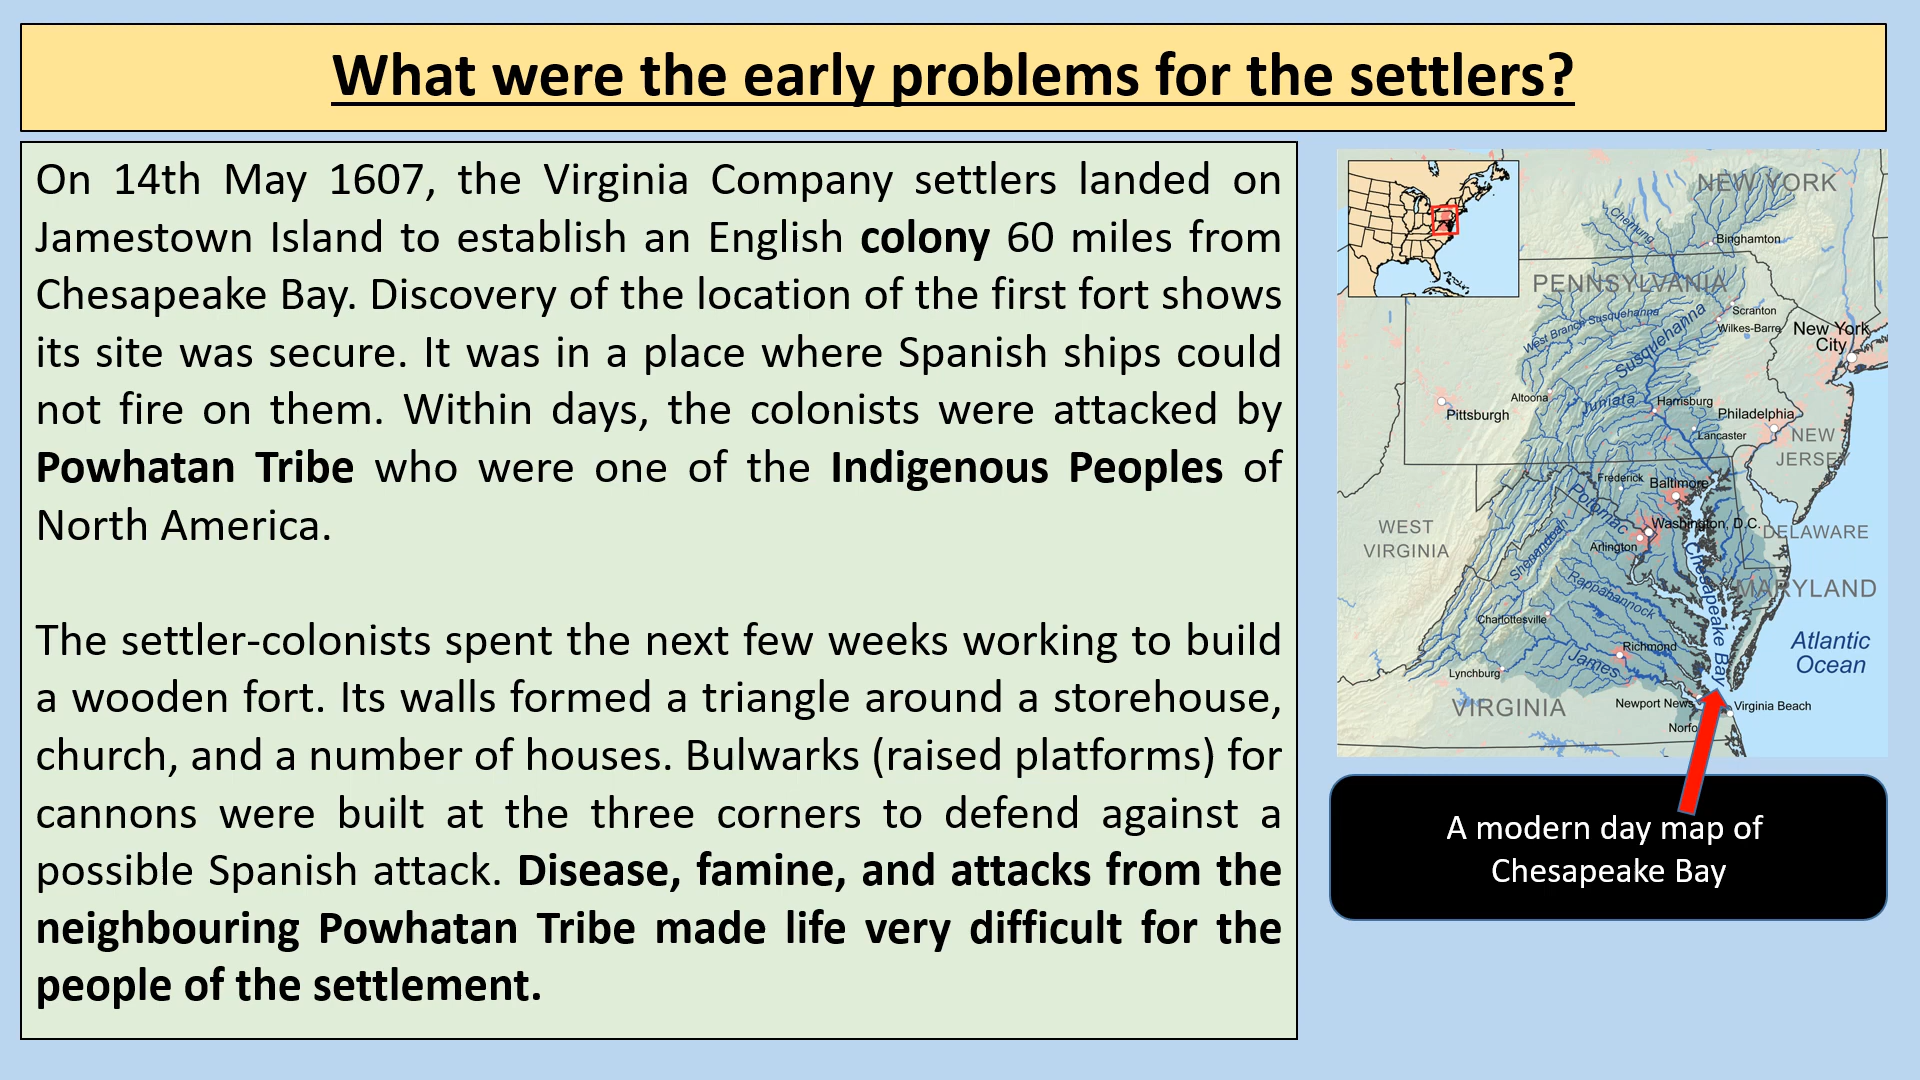 What were the early problems for the settlers?
On 14th May 1607, the Virginia Company settlers landed on
Jamestown Island to establish an English colony 60 miles from
Chesapeake Bay. Discovery of the location of the first fort shows
its site was secure. It was in a place where Spanish ships could
not fire on them. Within days, the colonists were attacked by
Powhatan Tribe who were one of the Indigenous Peoples of
North America.
The settler-colonists spent the next few weeks working to build
a wooden fort. Its walls formed a triangle around a storehouse,
church, and a number of houses. Bulwarks (raised platforms) for
cannons were built at the three corners to defend against a
possible Spanish attack. Disease, famine, and attacks from the
neighbouring Powhatan Tribe made life very difficult for the
people of the settlement.
NEW YORK
Chemung
Binghamton
PENNSYLVANIA
West Branch Susquehanna
Susquehanna
Scranton
Wilkes-Barre
New York
City
Altoona
Juniata
Harrisburg
Pittsburgh
Philadelphia
Lancaster
NEW
JERSEY
Frederick
Baltimore
Potomac
WEST
VIRGINIA
Washington, D.C.
DELAWARE
Arlington
Shenandoah
Chesapeake Bay
Rappahannock
MARYLAND
Charlottesville
Atlantic
Ocean
Richmond
James
Lynchburg
VIRGINIA
Newport News
Virginia Beach
Norfo
A modern day map of
Chesapeake Bay